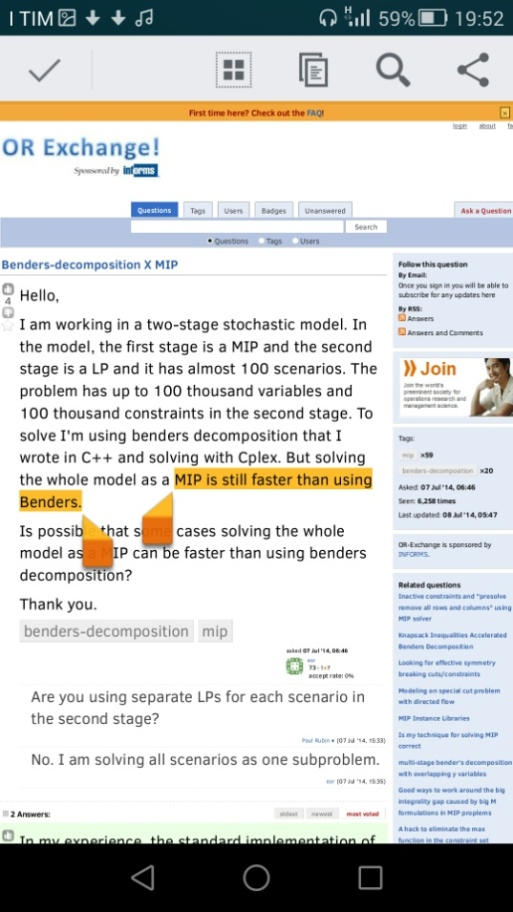 I TIM
H
59%
19:52
First time here? Check out the FAQ!
x
login about fa
OR Exchange!
Sponsored by informs
Questions Tags Users Badges Unanswered
Ask a Question
Search
Questions Tags Users
Benders-decomposition X MIP
4
Hello,
I am working in a two-stage stochastic model. In
the model, the first stage is a MIP and the second
stage is a LP and it has almost 100 scenarios. The
problem has up to 100 thousand variables and
100 thousand constraints in the second stage. To
solve I'm using benders decomposition that I
wrote in C++ and solving with Cplex. But solving
the whole model as a MIP is still faster than using
Benders.
Is possible that some cases solving the whole
model as a MIP can be faster than using benders
decomposition?
Thank you.
benders-decomposition mip
asked 07 Jul '14, 06:46
accept rate: 0%
Are you using separate LPs for each scenario in
the second stage?
Paul Rubin (07 Jul '14, 15:33)
No. I am solving all scenarios as one subproblem.
(07 Jul '14, 15:35)
2 Answers:
oldest newest most voted
In my experience, the standard implementation of
Follow this question
By Email:
Once you sign in you will be able to
subscribe for any updates here
By RSS:
Answers
Answers and Comments
Join
Join the world's
preeminent society for
operations research and
management science.
Tags:
mip ×59
benders-decomposition ×20
Asked: 07 Jul '14, 06:46
Seen: 6,258 times
Last updated: 08 Jul '14, 05:47
OR-Exchange is sponsored by
INFORMS.
Related questions
Inactive constraints and "presolve
remove all rows and columns" using
MIP solver
Knapsack Inequalities Accelerated
Benders Decomposition
Looking for effective symmetry
breaking cuts/constraints
Modeling on special cut problem
with directed flow
MIP Instance Libraries
Is my technique for solving MIP
correct
multi-stage bender's decomposition
with overlapping y variables
Good ways to work around the big
integrality gap caused by big M
formulations in MIP proplems
A hack to eliminate the max
function in the constraint set